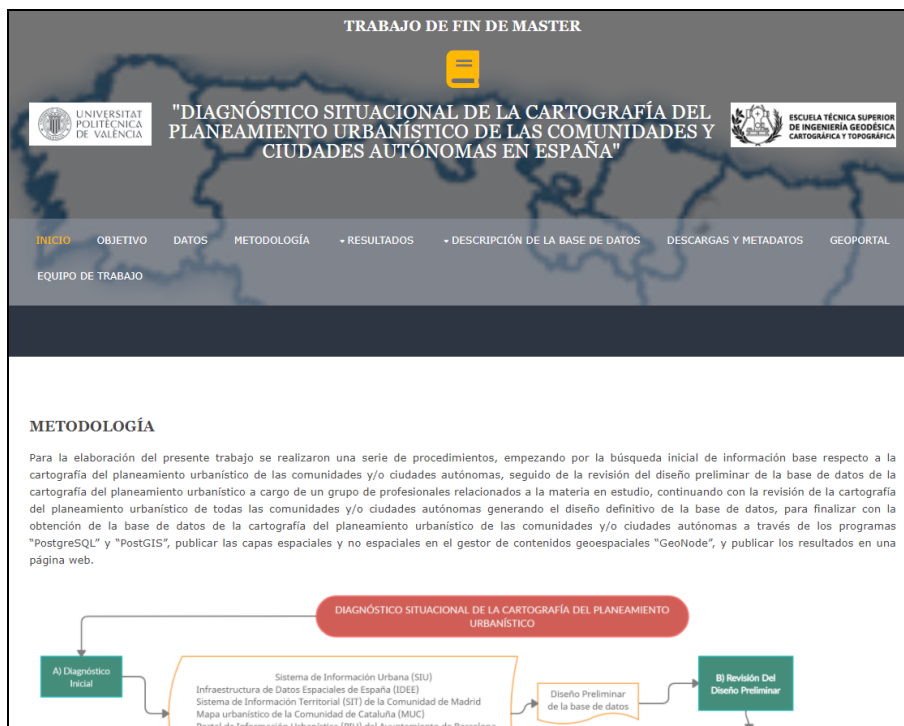 TRABAJO DE FIN DE MASTER
UNIVERSITAT
POLITÈCNICA
DE VALÈNCIA
"DIAGNÓSTICO SITUACIONAL DE LA CARTOGRAFÍA DEL
PLANEAMIENTO URBANÍSTICO DE LAS COMUNIDADES Y
CIUDADES AUTÓNOMAS EN ESPAÑA"
ESCUELA TÉCNICA SUPERIOR
DE INGENIERÍA GEODÉSICA
CARTOGRÁFICA Y TOPOGRÁFICA
INICIO OBJETIVO DATOS METODOLOGÍA RESULTADOS DESCRIPCIÓN DE LA BASE DE DATOS DESCARGAS Y METADATOS GEOPORTAL
EQUIPO DE TRABAJO
METODOLOGÍA
Para la elaboración del presente trabajo se realizaron una serie de procedimientos, empezando por la búsqueda inicial de información base respecto a la
cartografía del planeamiento urbanístico de las comunidades y/o ciudades autónomas, seguido de la revisión del diseño preliminar de la base de datos de la
cartografía del planeamiento urbanístico a cargo de un grupo de profesionales relacionados a la materia en estudio, continuando con la revisión de la cartografía
del planeamiento urbanístico de todas las comunidades y/o ciudades autónomas generando el diseño definitivo de la base de datos, para finalizar con la
obtención de la base de datos de la cartografía del planeamiento urbanístico de las comunidades y/o ciudades autónomas a través de los programas
"PostgreSQL" y "PostGIS", publicar las capas espaciales y no espaciales en el gestor de contenidos geoespaciales "GeoNode", y publicar los resultados en una
página web.
DIAGNÓSTICO SITUACIONAL DE LA CARTOGRAFÍA DEL PLANEAMIENTO
URBANÍSTICO
A) Diagnóstico
Inicial
Sistema de Información Urbana (SIU)
Infraestructura de Datos Espaciales de España (IDEE)
Sistema de Información Territorial (SIT) de la Comunidad de Madrid
Mapa urbanístico de la Comunidad de Cataluña (MUC)
Portal de Información Urbanística (PIU) del Ayuntamiento de Barcelona
Diseño Preliminar
de la base de datos
B) Revisión Del
Diseño Preliminar